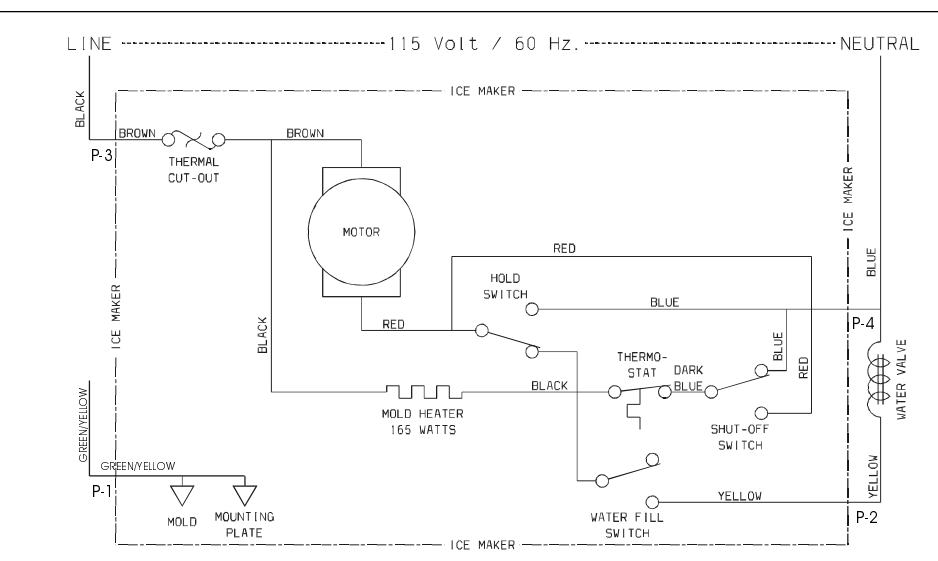 LINE 115 Volt / 60 Hz. NEUTRAL
ICE MAKER
BLACK
BROWN
BROWN
P-3
THERMAL
CUT-OUT
ICE MAKER
MOTOR
RED
BLUE
HOLD
SWITCH
BLUE
ICE MAKER
BLACK
RED
P-4
BLUE
RED
THERMO-
STAT
DARK
BLUE
WATER VALVE
BLACK
MOLD HEATER
165 WATTS
SHUT-OFF
SWITCH
GREEN/YELLOW
GREEN/YELLOW
P-1
YELLOW
YELLOW
MOLD
MOUNTING
PLATE
WATER FILL
SWITCH
P-2
ICE MAKER